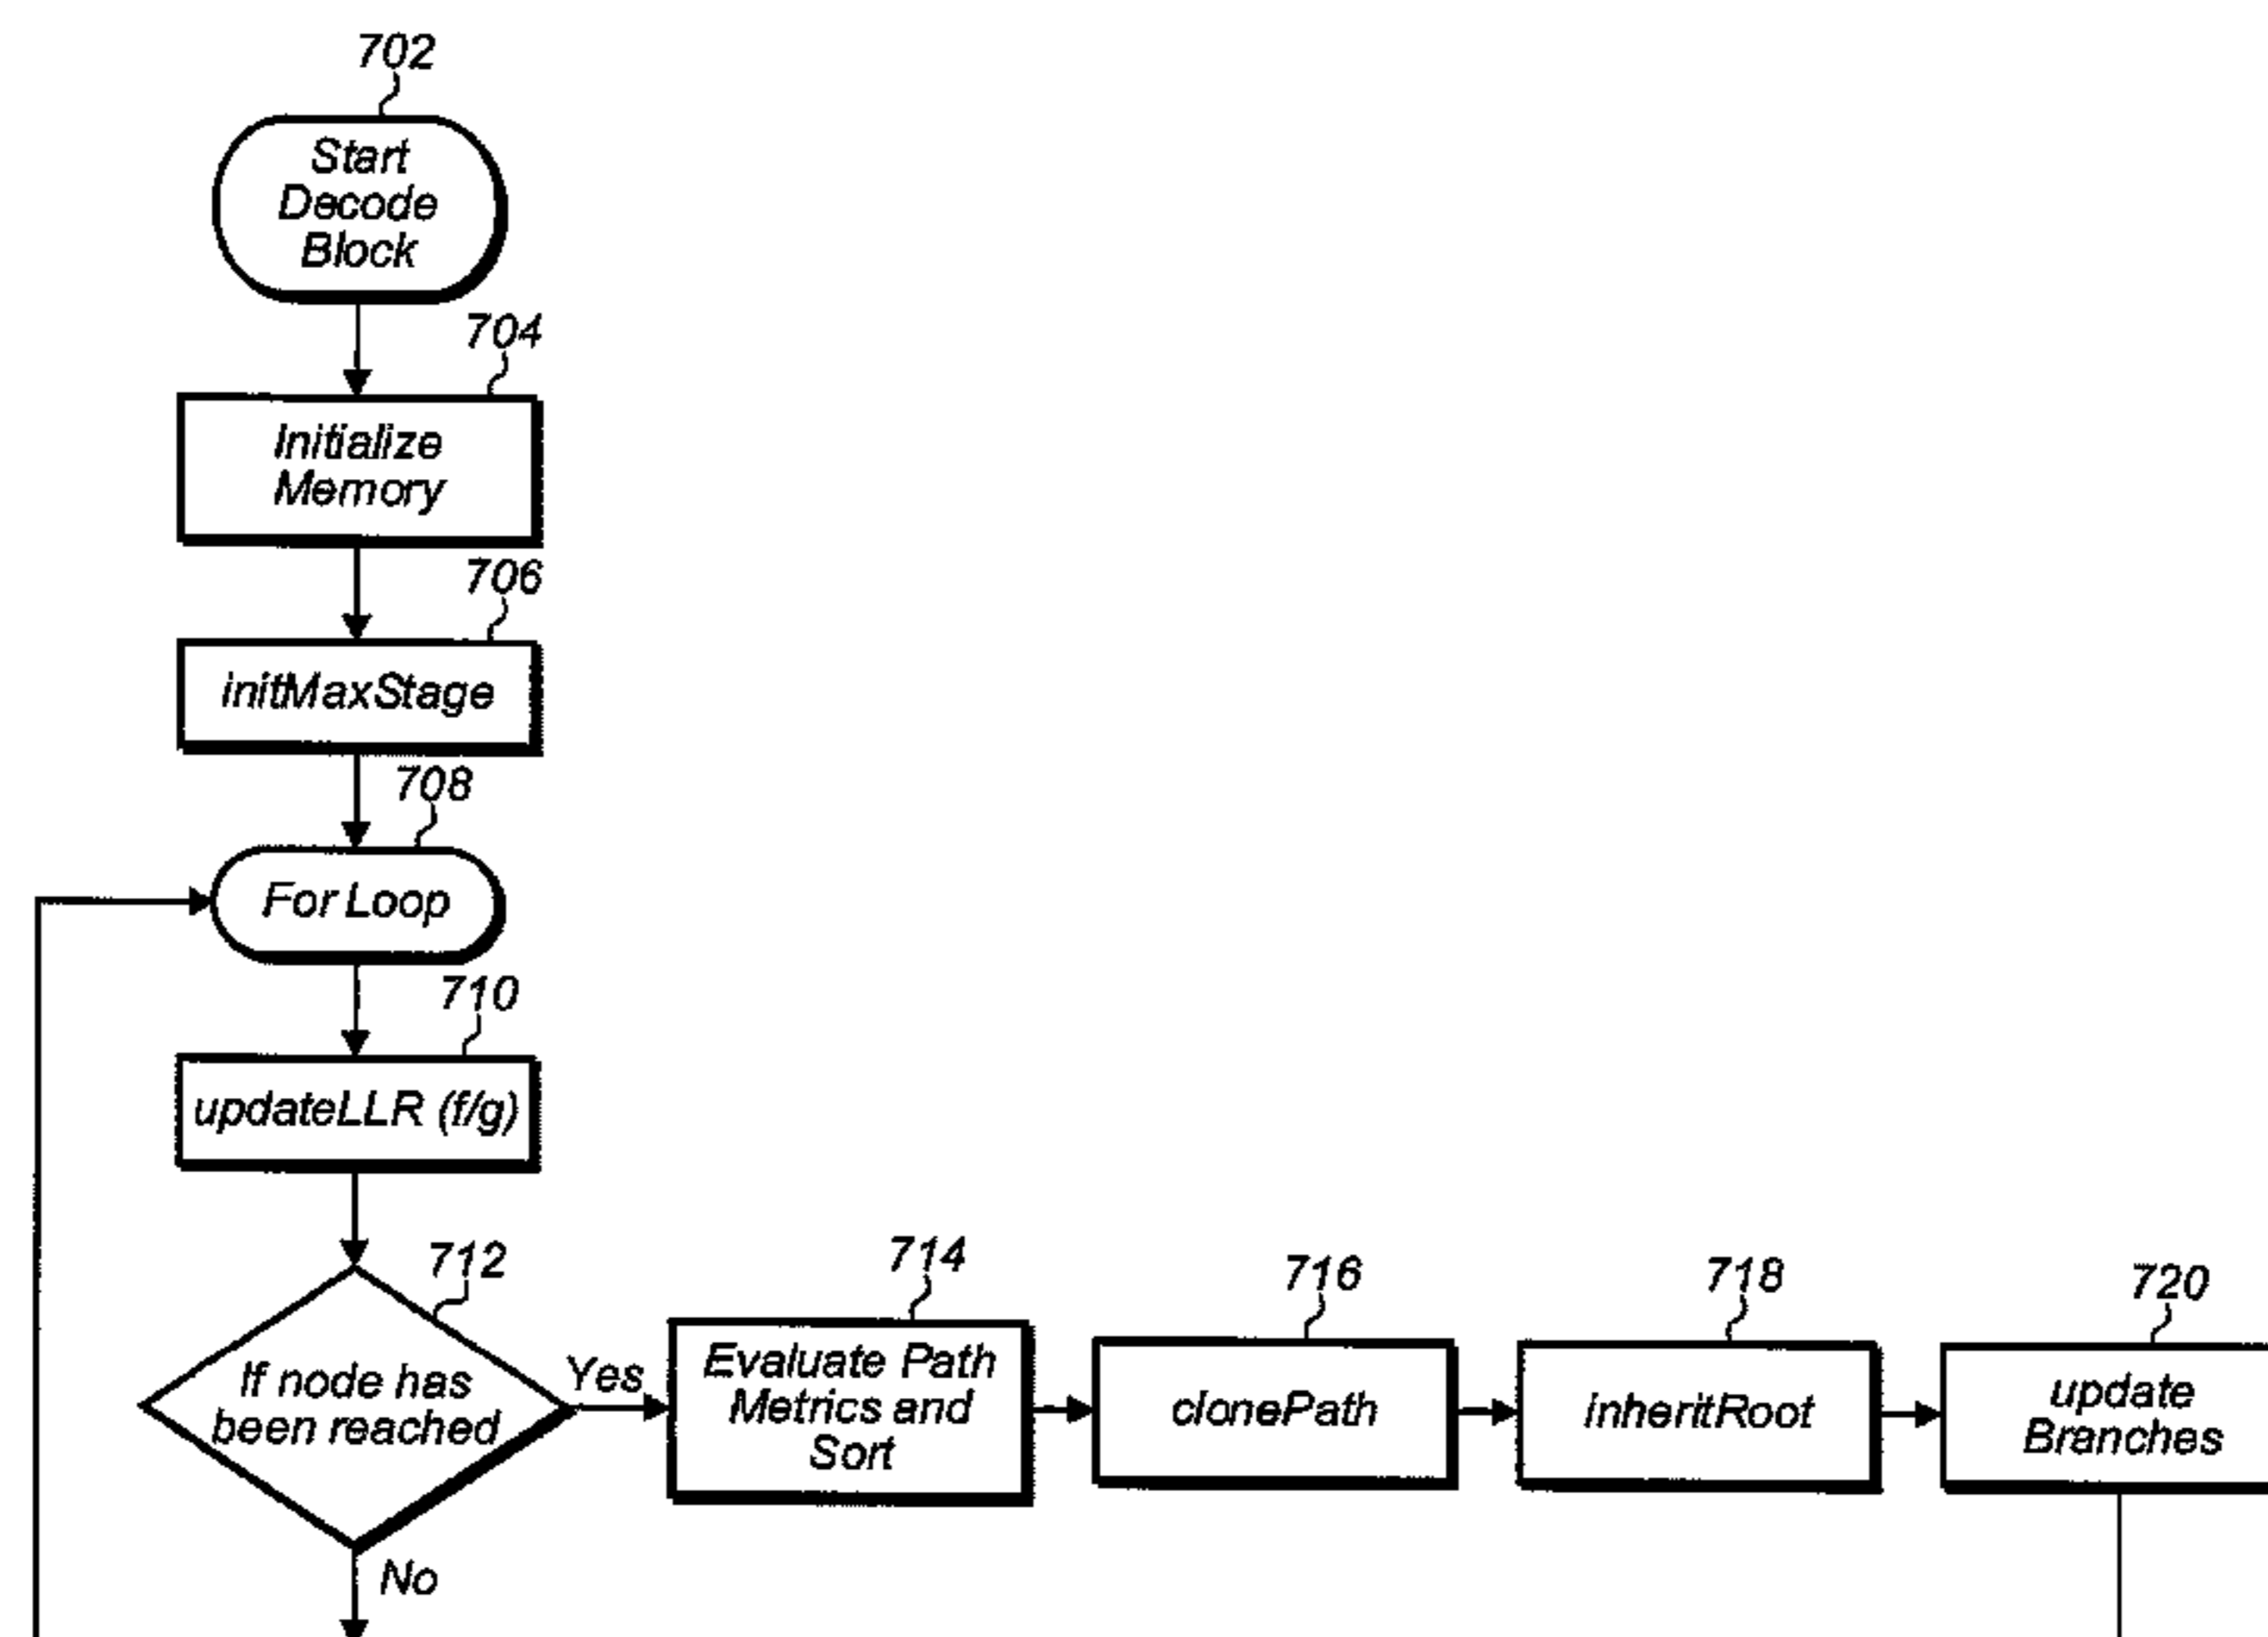 702
Start
Decode
Block
704
Initialize
Memory
706
initMaxStage
708
For Loop
710
updateLLR (f/g)
712
If node has
been reached
Yes
No
714
Evaluate Path
Metrics and
Sort
716
clonePath
718
inheritRoot
720
update
Branches